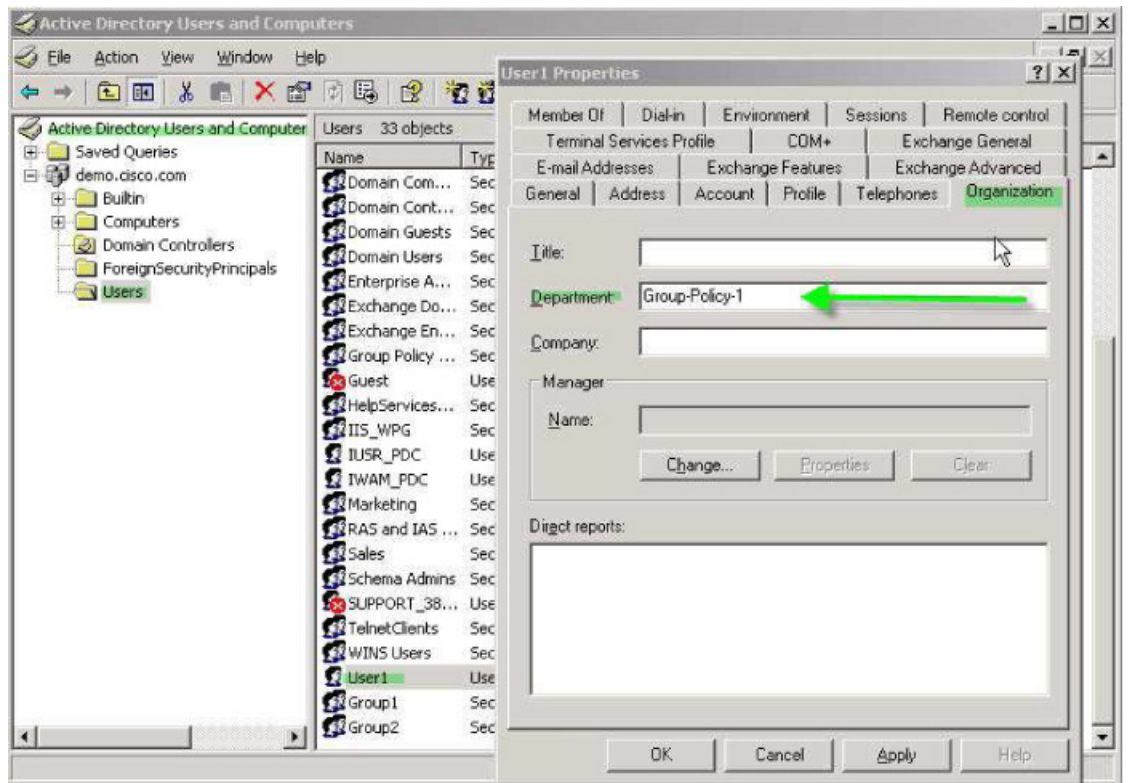 Active Directory Users and Computers
File Action View Window Help
Active Directory Users and Computer
Saved Queries
demo.cisco.com
Builtin
Computers
Domain Controllers
ForeignSecurityPrincipals
Users
Users 33 objects
Name Typ
Domain Com... Sec
Domain Cont... Sec
Domain Guests Sec
Domain Users Sec
Enterprise A... Sec
Exchange Do... Sec
Exchange En... Sec
Group Policy ... Sec
Guest Use
HelpServices... Sec
IIS_WPG Sec
IUSR_PDC Use
IWAM_PDC Use
Marketing Sec
RAS and IAS ... Sec
Sales Sec
Schema Admins Sec
SUPPORT_38... Use
TelnetClients Sec
WINS Users Sec
User1 Use
Group1 Sec
Group2 Sec
User1 Properties
Member Of Dial-in Environment Sessions Remote control
Terminal Services Profile COM+ Exchange General
E-mail Addresses Exchange Features Exchange Advanced
General Address Account Profile Telephones Organization
Title:
Department: Group-Policy-1
Company:
Manager
Name:
Change... Properties Clear
Direct reports:
OK Cancel Apply Help